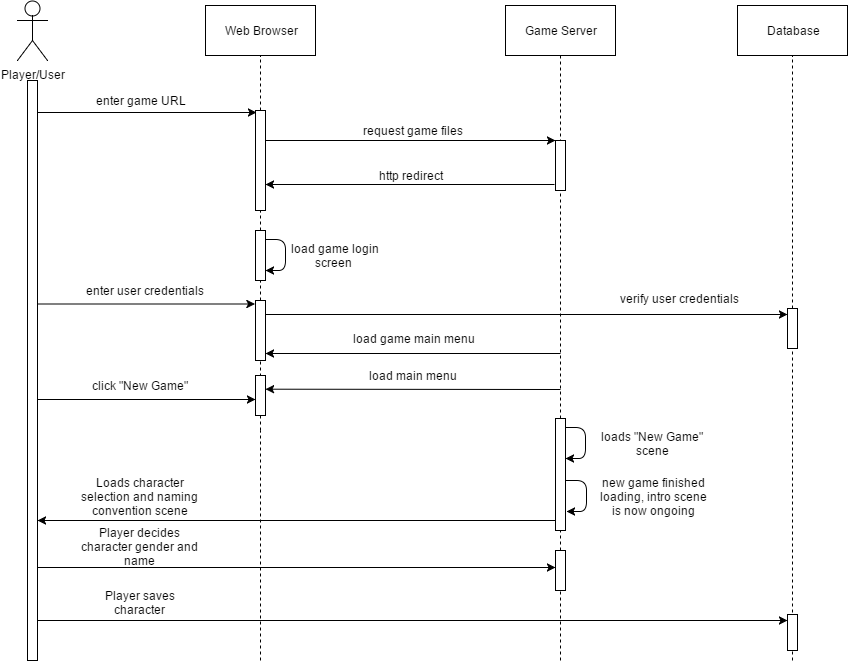 Web Browser
Game Server
Database
Player/User
enter game URL
request game files
http redirect
load game login
screen
enter user credentials
verify user credentials
load game main menu
load main menu
click "New Game"
loads "New Game"
scene
Loads character
selection and naming
convention scene
new game finished
loading, intro scene
is now ongoing
Player decides
character gender and
name
Player saves
character